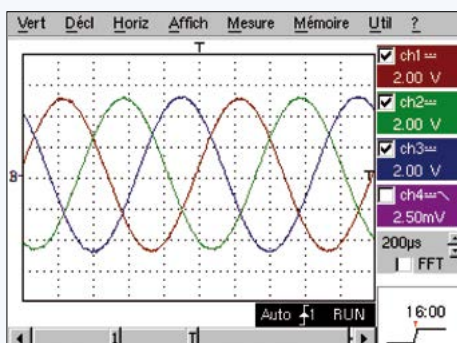 Vert Décl Horiz Affich Mesure Mémoire Util ?
T
ch1
2.00 V
ch2
2.00 V
ch3
2.00 V
T
ch4
2.50mV
200µs
FFT
Auto 1 RUN
16:00
1 T